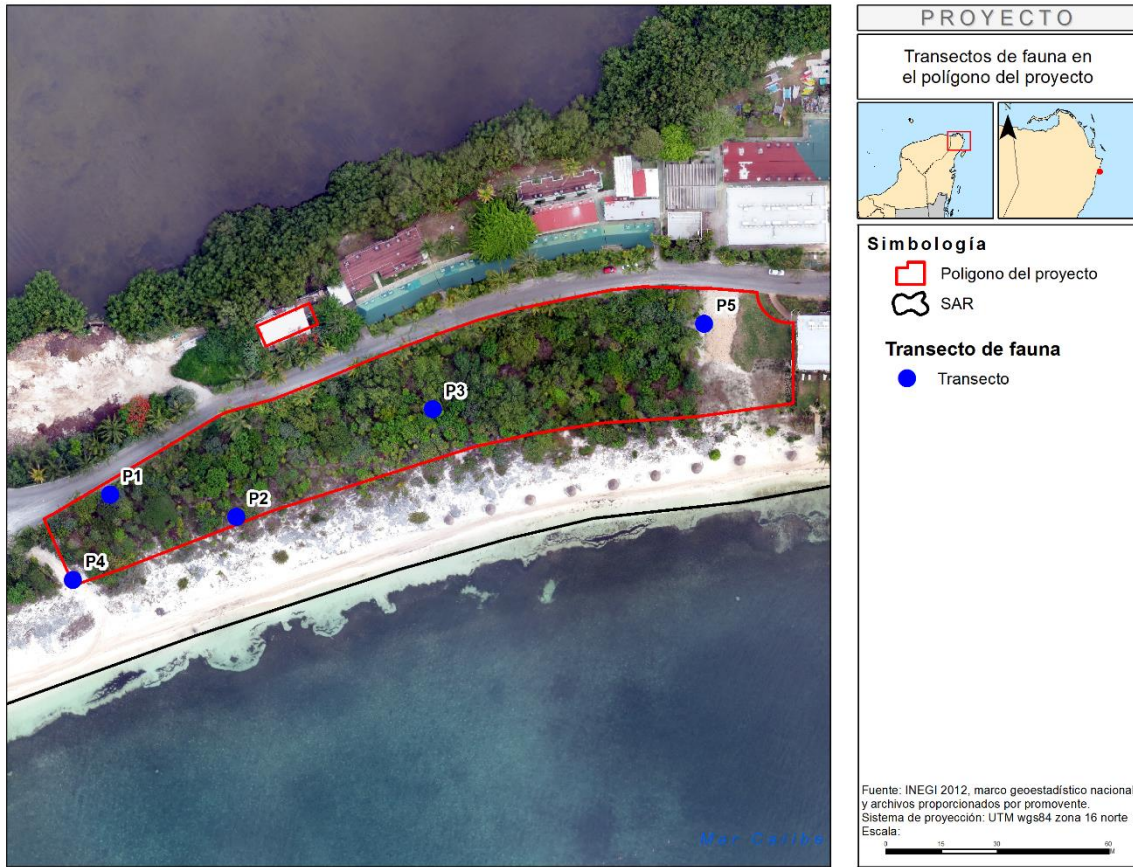 PROYECTO
Transectos de fauna en
el polígono del proyecto
N
Simbología
Poligono del proyecto
SAR
Transecto de fauna
Transecto
P1
P2
P3
P4
P5
Mar Caribe
Fuente: INEGI 2012, marco geoestadístico nacional
y archivos proporcionados por promovente.
Sistema de proyección: UTM wgs84 zona 16 norte
Escala:
0 15 30 60
M